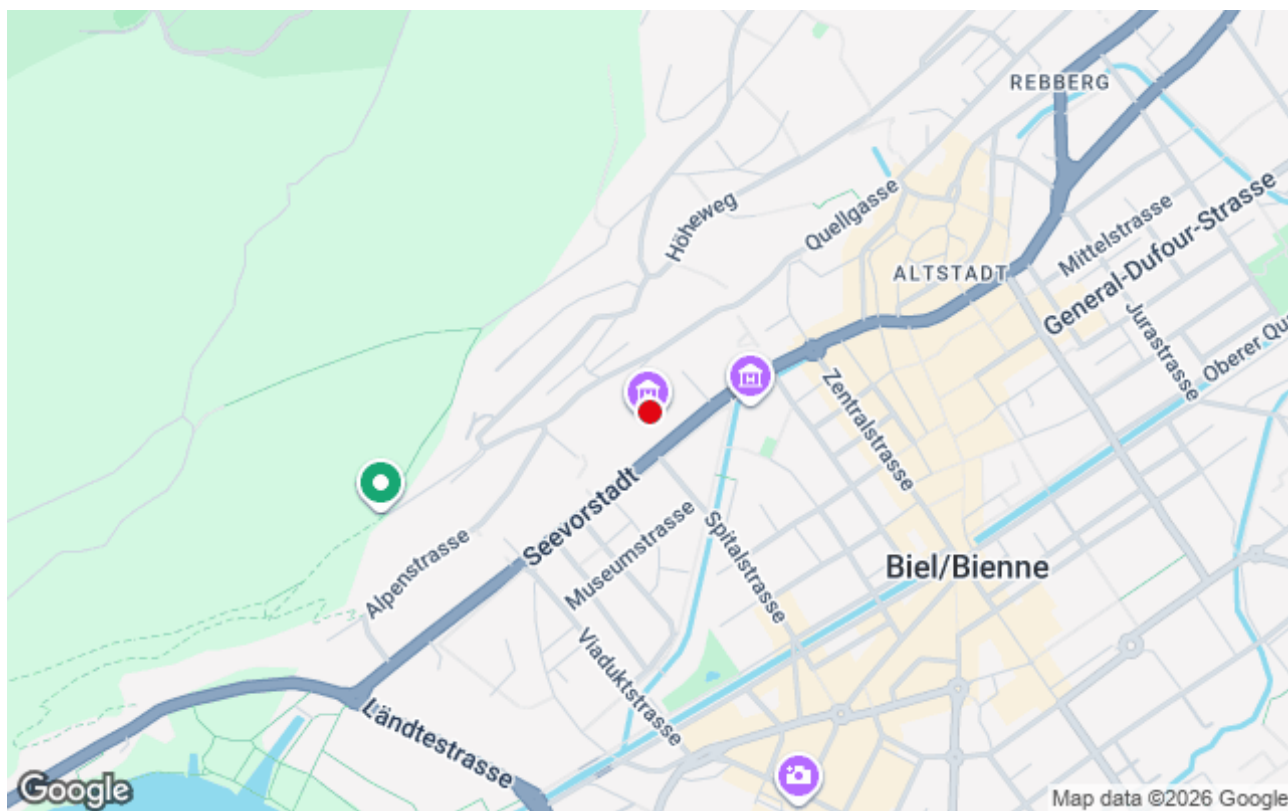 REBBERG
Höheweg
Quellgasse
Mittelstrasse
General-Dufour-Strasse
ALTSTADT
Jurastrasse
Oberer Qu
Zentralstrasse
Seevorstadt
Museumstrasse
Spitalstrasse
Biel/Bienne
Alpenstrasse
Viaduktstrasse
Ländtestrasse
Google
Map data ©2026 Google